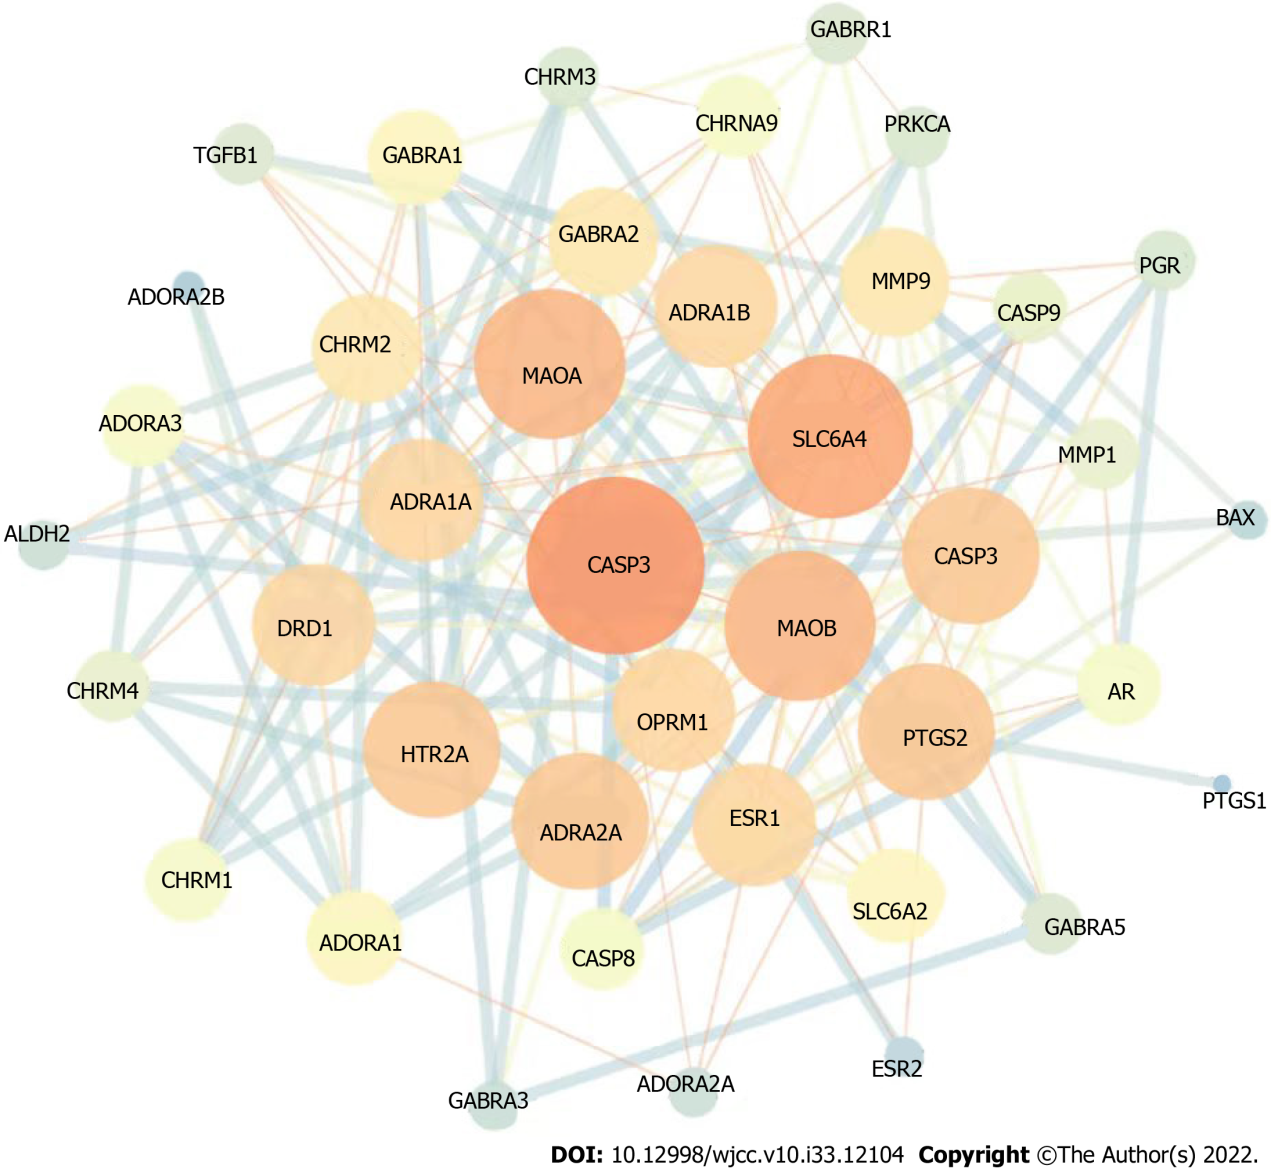 GABRR1
CHRM3
CHRNA9
PRKCA
TGFB1
GABRA1
GABRA2
PGR
MMP9
ADORA2B
ADRA1B
CASP9
CHRM2
MAOA
ADORA3
SLC6A4
MMP1
ADRA1A
BAX
ALDH2
CASP3
CASP3
DRD1
MAOB
CHRM4
AR
OPRM1
PTGS2
HTR2A
PTGS1
ESR1
ADRA2A
CHRM1
SLC6A2
GABRA5
ADORA1
CASP8
ESR2
ADORA2A
GABRA3
DOI: 10.12998/wjcc.v10.i33.12104 Copyright ©The Author(s) 2022.